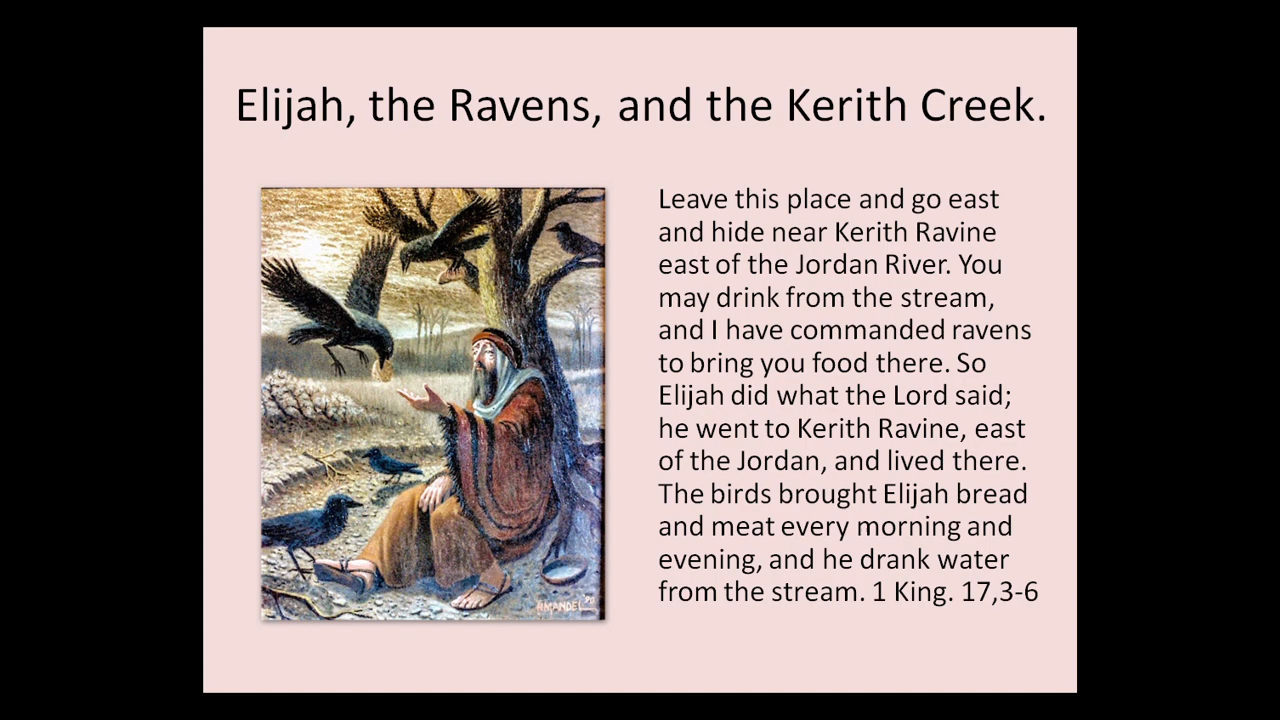 Elijah, the Ravens, and the Kerith Creek.
Leave this place and go east
and hide near Kerith Ravine
east of the Jordan River. You
may drink from the stream,
and I have commanded ravens
to bring you food there. So
Elijah did what the Lord said;
he went to Kerith Ravine, east
of the Jordan, and lived there.
The birds brought Elijah bread
and meat every morning and
evening, and he drank water
from the stream. 1 King. 17,3-6